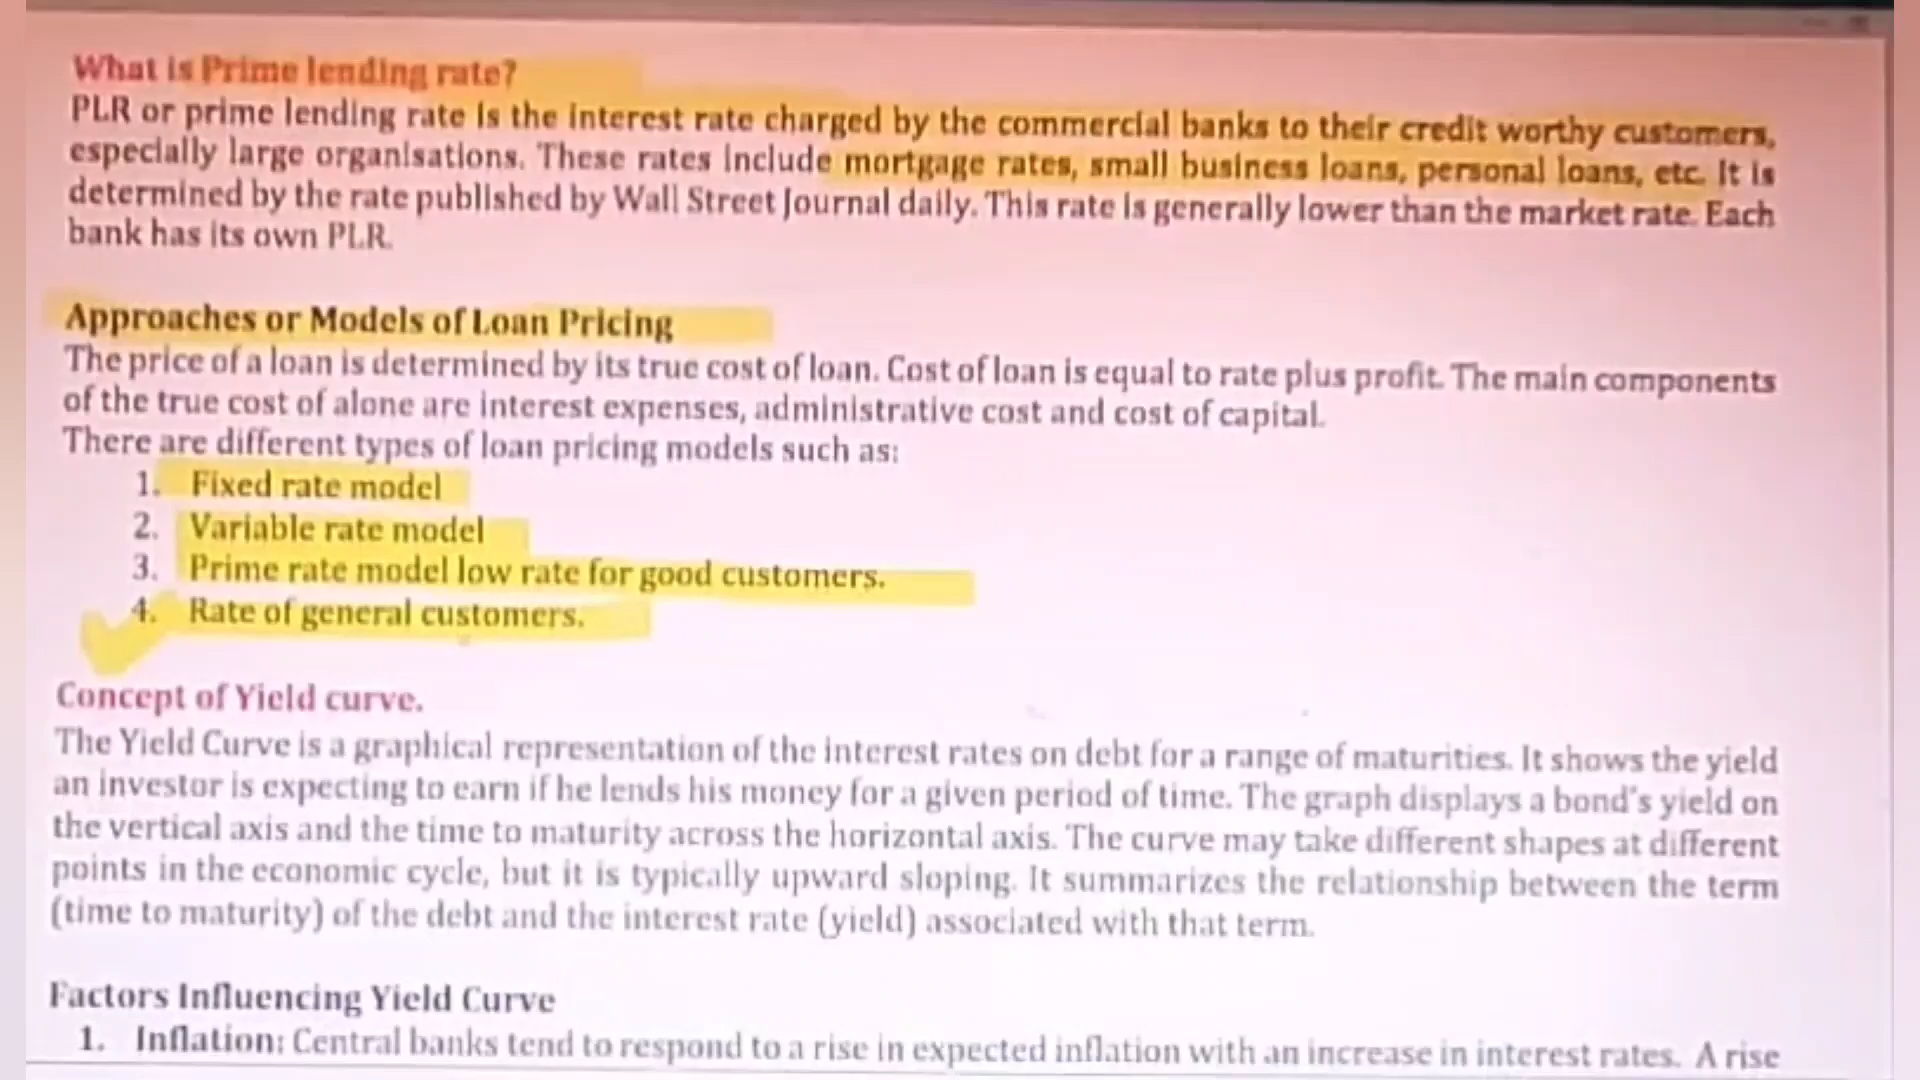 What is Prime lending rate?
PLR or prime lending rate is the interest rate charged by the commercial banks to their credit worthy customers,
especially large organisations. These rates include mortgage rates, small business loans, personal loans, etc. It is
determined by the rate published by Wall Street Journal daily. This rate is generally lower than the market rate. Each
bank has its own PLR.
Approaches or Models of Loan Pricing
The price of a loan is determined by its true cost of loan. Cost of loan is equal to rate plus profit. The main components
of the true cost of alone are interest expenses, administrative cost and cost of capital.
There are different types of loan pricing models such as:
1. Fixed rate model
2. Variable rate model
3. Prime rate model low rate for good customers.
4. Rate of general customers.
Concept of Yield curve.
The Yield Curve is a graphical representation of the interest rates on debt for a range of maturities. It shows the yield
an investor is expecting to earn if he lends his money for a given period of time. The graph displays a bond's yield on
the vertical axis and the time to maturity across the horizontal axis. The curve may take different shapes at different
points in the economic cycle, but it is typically upward sloping. It summarizes the relationship between the term
(time to maturity) of the debt and the interest rate (yield) associated with that term.
Factors Influencing Yield Curve
1. Inflation: Central banks tend to respond to a rise in expected inflation with an increase in interest rates. A rise